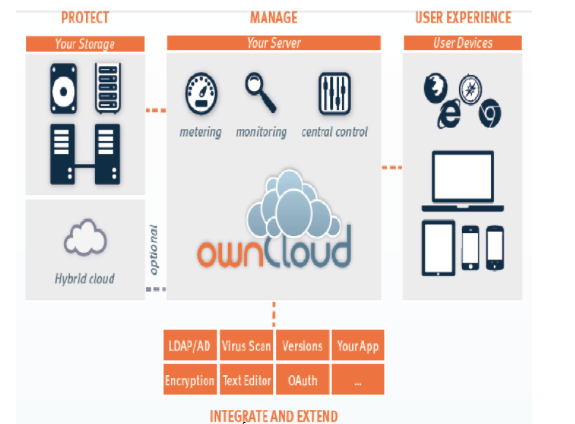 PROTECT
MANAGE
USER EXPERIENCE
Your Storage
Your Server
User Devices
metering
monitoring
central control
ownCloud
optional
Hybrid cloud
LDAP/AD
Virus Scan
Versions
Your App
Encryption
Text Editor
OAuth
...
INTEGRATE AND EXTEND